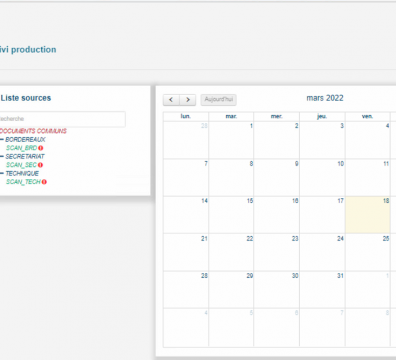 ivi production
Liste sources
Recherche
DOCUMENTS COMMUNS
BORDEREAUX
SCAN_BRD
SECRETARIAT
SCAN_SEC
TECHNIQUE
SCAN_TECH
< > Aujourd'hui
mars 2022
lun. mar. mer. jeu. ven.
28 1 2 3 4
7 8 9 10 11
14 15 16 17 18
21 22 23 24 25
28 29 30 31 1
4 5 6 7 8